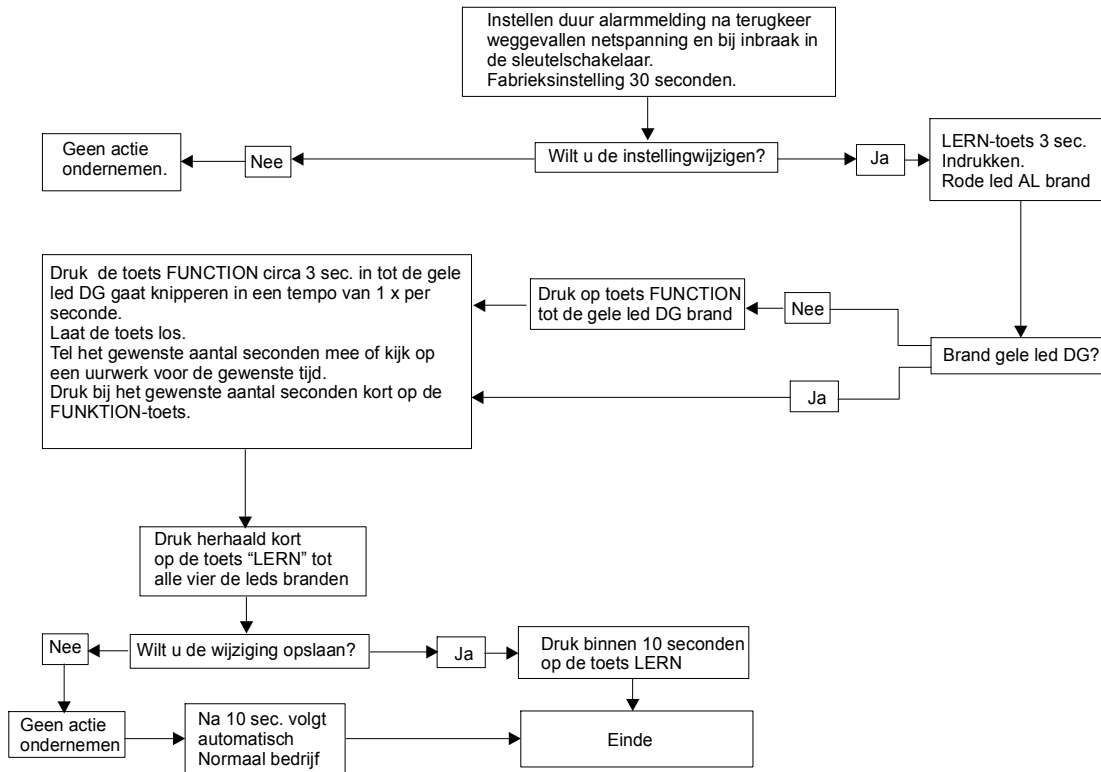 Instellen duur alarmmelding na terugkeer
weggevallen netspanning en bij inbraak in
de sleutelschakelaar.
Fabrieksinstelling 30 seconden.
Geen actie
ondernemen.
Nee
Wilt u de instellingwijzigen?
Ja
LERN-toets 3 sec.
Indrukken.
Rode led AL brand
Druk de toets FUNCTION circa 3 sec. in tot de gele
led DG gaat knipperen in een tempo van 1 x per
seconde.
Laat de toets los.
Tel het gewenste aantal seconden mee of kijk op
een uurwerk voor de gewenste tijd.
Druk bij het gewenste aantal seconden kort op de
FUNKTION-toets.
Druk op toets FUNCTION
tot de gele led DG brand
Nee
Brand gele led DG?
Ja
Druk herhaald kort
op de toets “LERN” tot
alle vier de leds branden
Nee
Wilt u de wijziging opslaan?
Ja
Druk binnen 10 seconden
op de toets LERN
Geen actie
ondernemen
Na 10 sec. volgt
automatisch
Normaal bedrijf
Einde